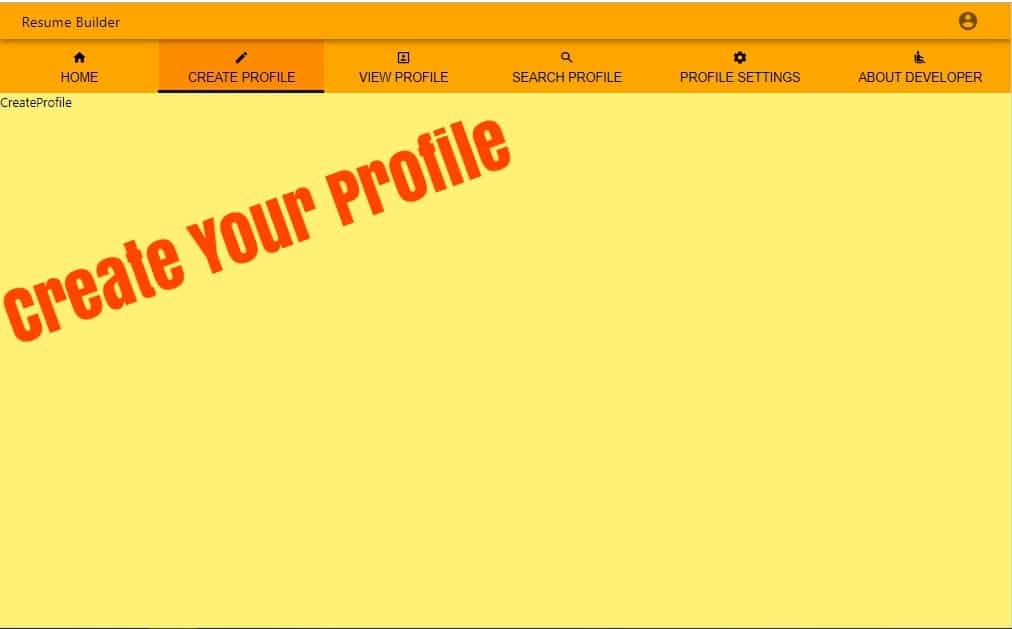 Resume Builder
HOME
CREATE PROFILE
VIEW PROFILE
SEARCH PROFILE
PROFILE SETTINGS
ABOUT DEVELOPER
CreateProfile
Create Your Profile